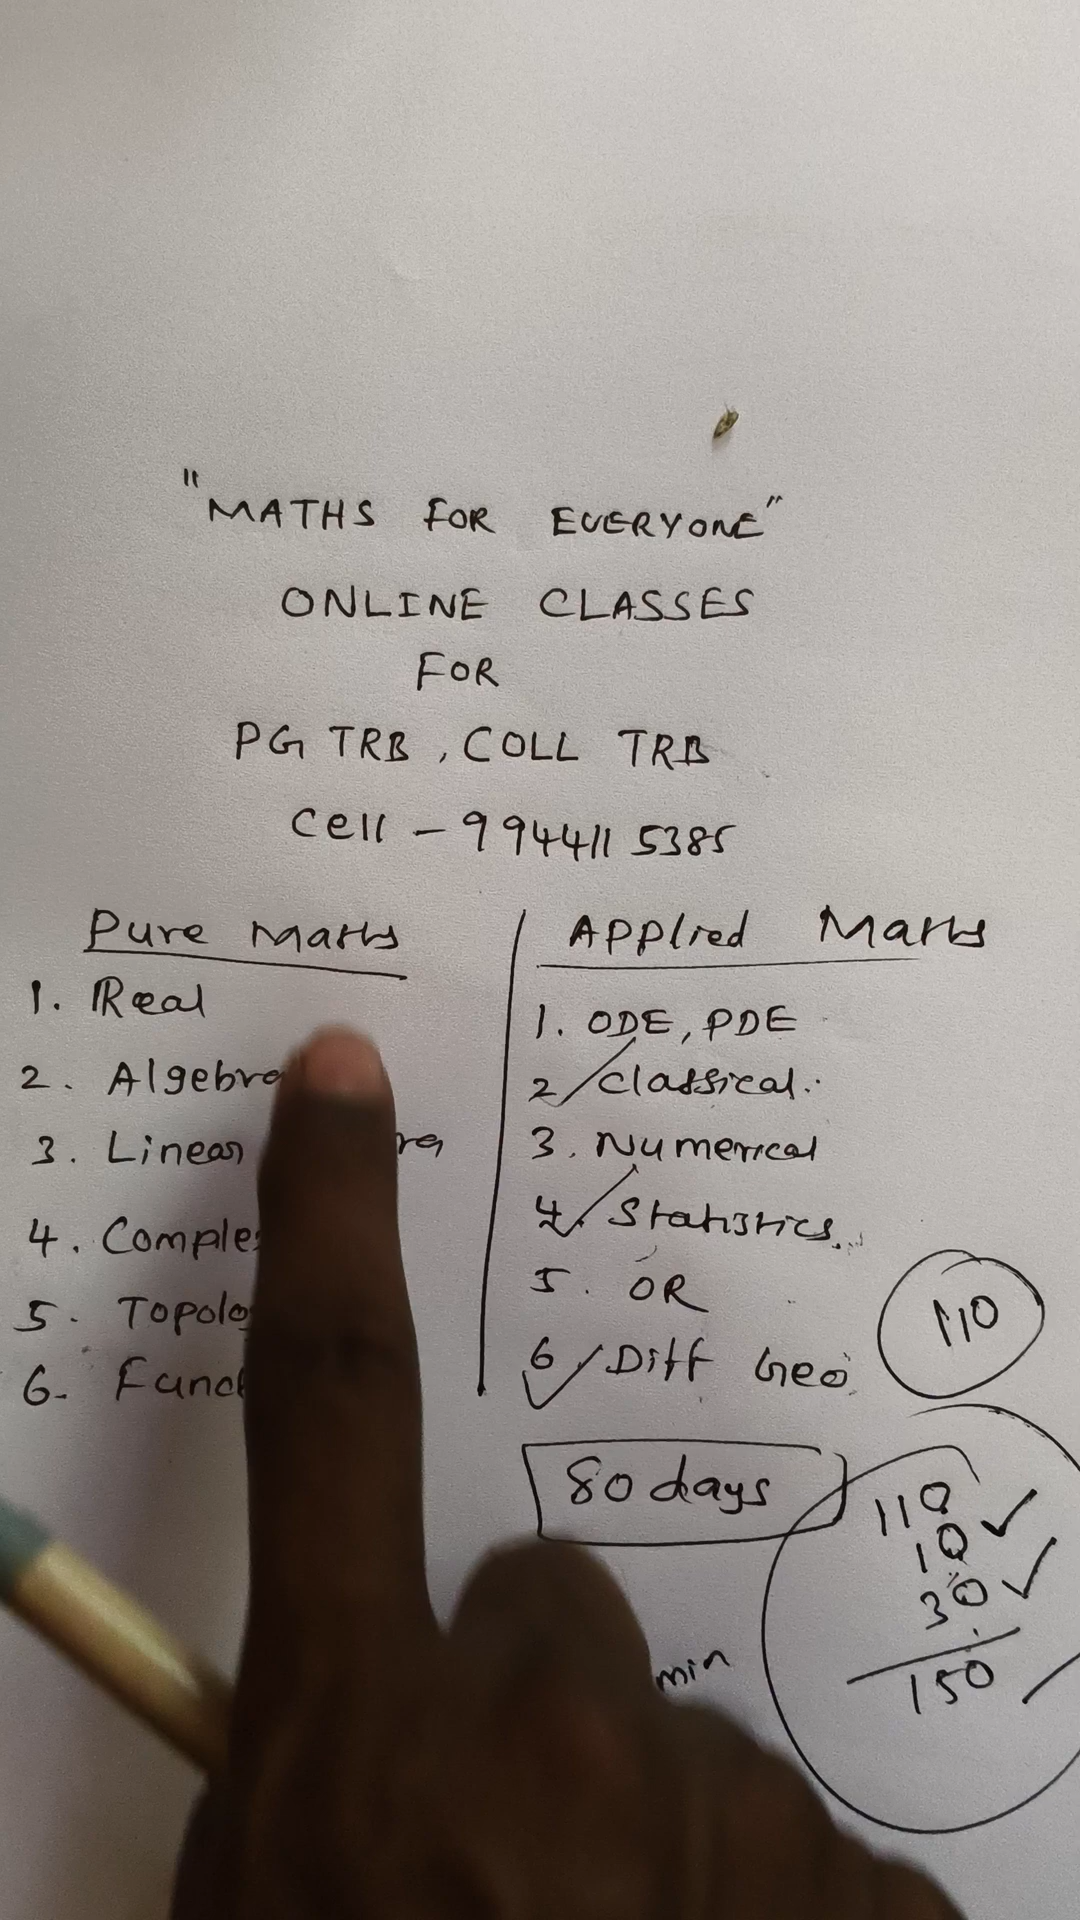 "MATHS FOR EVERYONE"
ONLINE CLASSES
FOR
PG TRB, COLL TRB
Cell - 9944115385
Pure Maths
1. Real
2. Algebra
3. Linear
4. Comple
5. Topolo
6. Funct
Applied Maths
1. ODE, PDE
2. Classical.
3. Numerical
4. Statistics.
5. OR
6. Diff Geo
110
80 days
110
10
30
150
min